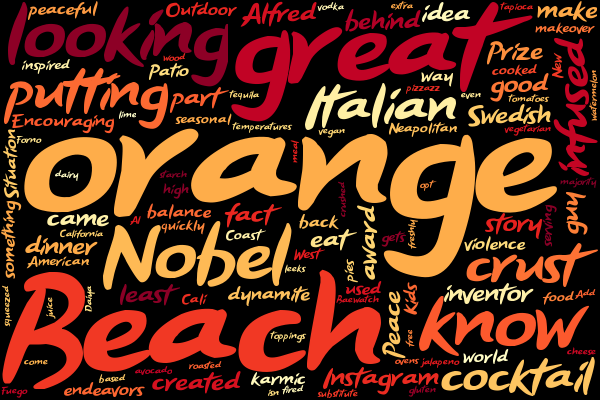 peaceful
Outdoor
Alfred
vodka
extra
behind
idea
tapioca
make
makeover
looking
great
inspired
wood
Patio
way
Prize
cooked
New
watermelon
infused
putting
part
tequila
pizzazz
good
even
tomatoes
Encouraging
lime
seasonal
temperatures
Italian
vegan
Neapolitan
Swedish
vegetarian
something
Situation
forno
orange
dairy
starch
high
meal
crushed
opt
majority
came
California
Al
balance
quickly
fact
Coast
back
eat
award
gets
freshly
story
violence
serving
guy
dinner
American
Nobel
West
leeks
pies
crust
squeezed
juice
Daiya
least
Cali
dynamite
used
Raewatch
Peace
Kids
free
inventor
food
Add
Beach
toppings
know
come
avocado
roasted
ovens
jalapeno
world
cheese
Fuego
based
endeavors
created
karmic
isn
fired
Instagram
substitute
gluten
cocktail